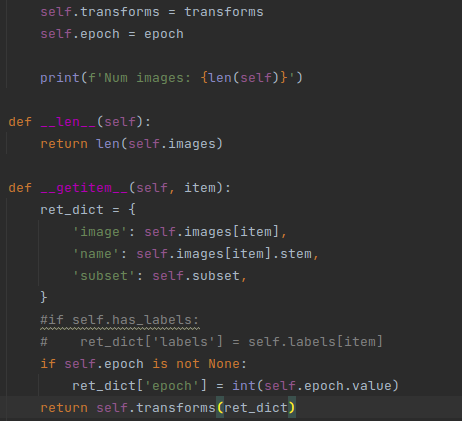 self.transforms = transforms
self.epoch = epoch
print(f'Num images: {len(self)}')
def __len__(self):
return len(self.images)
def __getitem__(self, item):
ret_dict = {
'image': self.images[item],
'name': self.images[item].stem,
'subset': self.subset,
}
#if self.has_labels:
#    ret_dict['labels'] = self.labels[item]
if self.epoch is not None:
ret_dict['epoch'] = int(self.epoch.value)
return self.transforms(ret_dict)